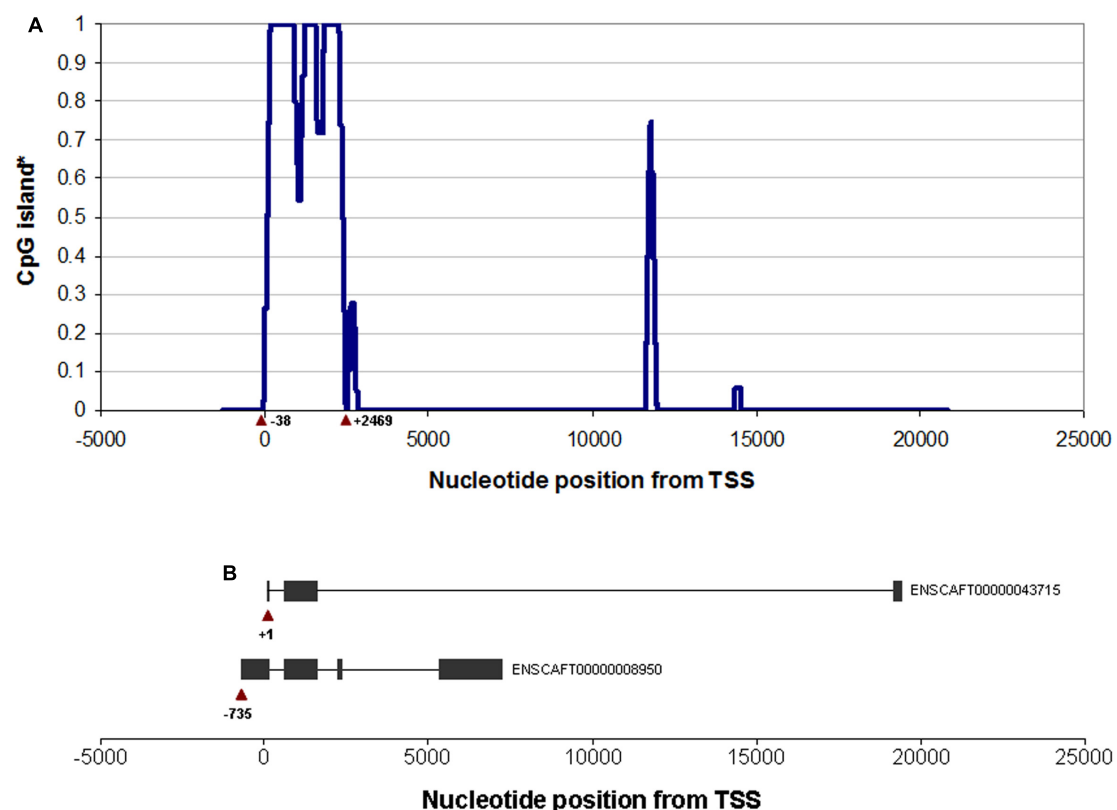 A
1
0.9
0.8
0.7
0.6
0.5
0.4
0.3
0.2
0.1
0
CpG island*
-38 +2469
-5000 0 5000 10000 15000 20000 25000
Nucleotide position from TSS
B
ENSCAFT00000043715
+1
ENSCAFT00000008950
-735
-5000 0 5000 10000 15000 20000 25000
Nucleotide position from TSS